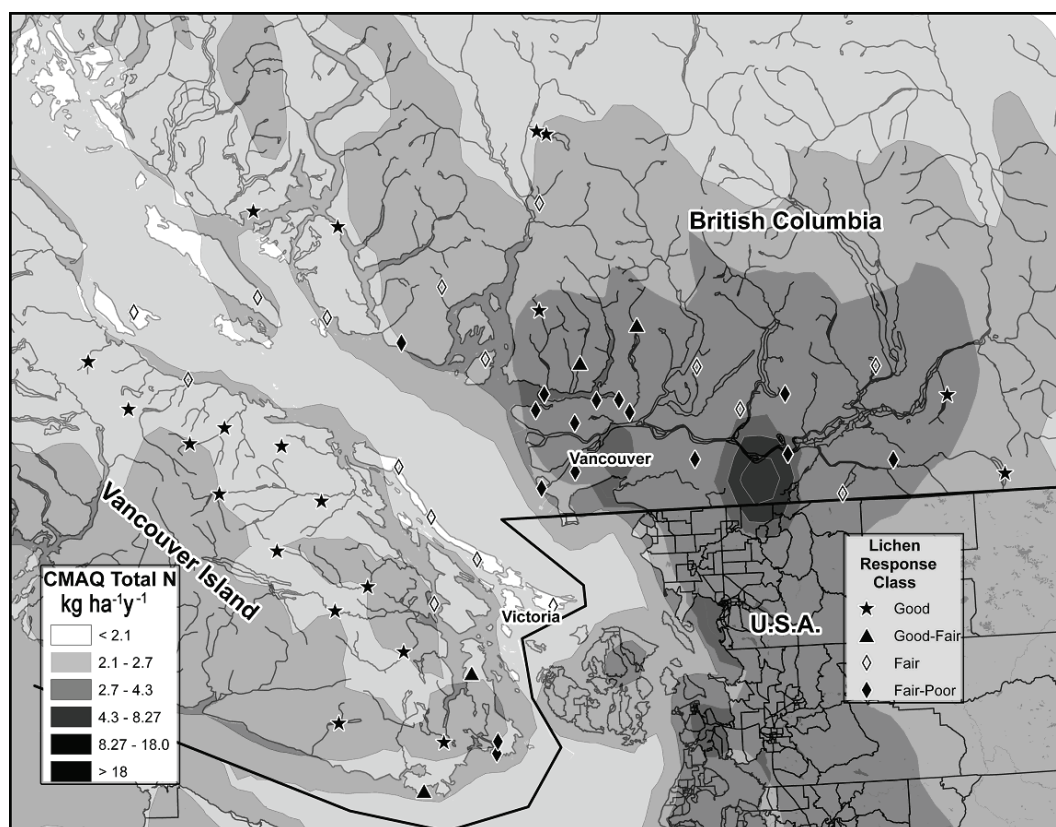 British Columbia
Vancouver
Vancouver Island
Victoria
U.S.A.
CMAQ Total N
kg ha⁻¹y⁻¹
< 2.1
2.1 - 2.7
2.7 - 4.3
4.3 - 8.27
8.27 - 18.0
> 18
Lichen
Response
Class
Good
Good-Fair
Fair
Fair-Poor